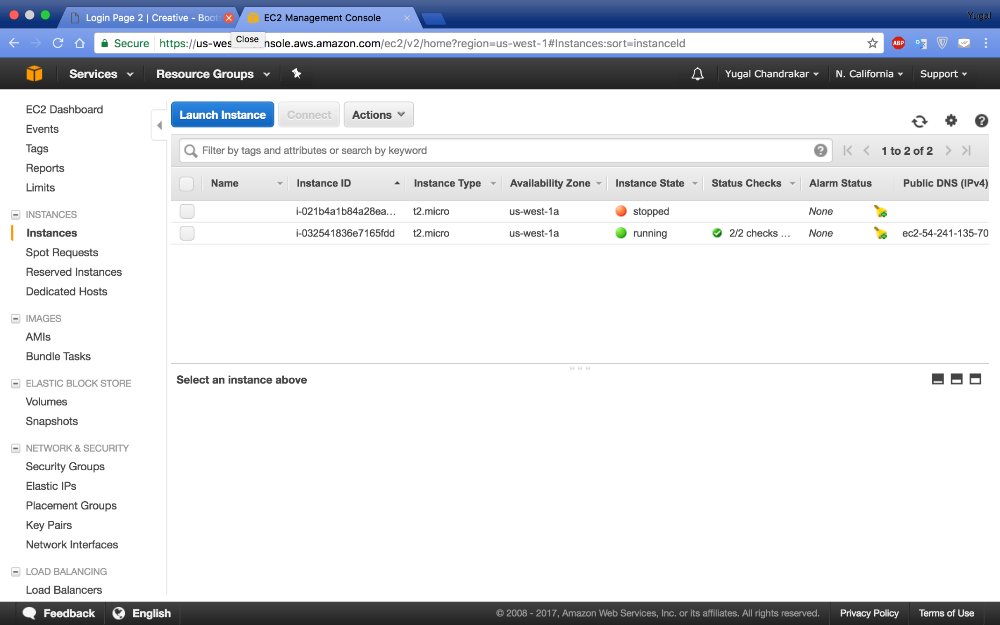 Login Page 2 | Creative - Boots
EC2 Management Console
Yugal
Close
Secure
https://us-west-1.console.aws.amazon.com/ec2/v2/home?region=us-west-1#Instances:sort=instanceId
ABP
Services
Resource Groups
Yugal Chandrakar
N. California
Support
EC2 Dashboard
Events
Tags
Reports
Limits
INSTANCES
Instances
Spot Requests
Reserved Instances
Dedicated Hosts
IMAGES
AMIs
Bundle Tasks
ELASTIC BLOCK STORE
Volumes
Snapshots
NETWORK & SECURITY
Security Groups
Elastic IPs
Placement Groups
Key Pairs
Network Interfaces
LOAD BALANCING
Load Balancers
Launch Instance
Connect
Actions
Filter by tags and attributes or search by keyword
1 to 2 of 2
Name Instance ID Instance Type Availability Zone Instance State Status Checks Alarm Status Public DNS (IPv4)
i-021b4a1b84a28ea... t2.micro us-west-1a stopped None
i-032541836e7165fdd t2.micro us-west-1a running 2/2 checks ... None ec2-54-241-135-70
Select an instance above
Feedback
English
© 2008 - 2017, Amazon Web Services, Inc. or its affiliates. All rights reserved.
Privacy Policy
Terms of Use